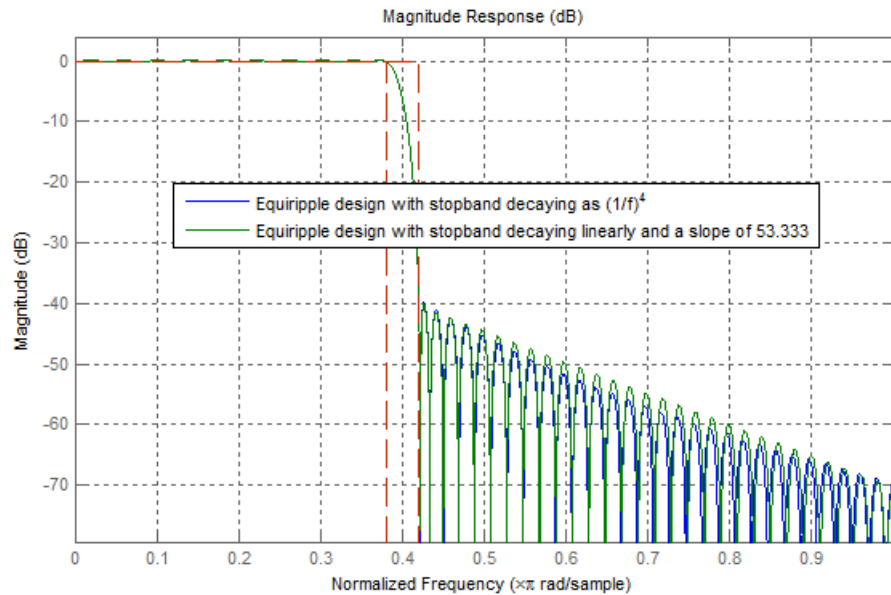 Magnitude Response (dB)
0
-10
-20
-30
-40
-50
-60
-70
Magnitude (dB)
Equiripple design with stopband decaying as (1/f)⁴
Equiripple design with stopband decaying linearly and a slope of 53.333
0 0.1 0.2 0.3 0.4 0.5 0.6 0.7 0.8 0.9
Normalized Frequency (×π rad/sample)